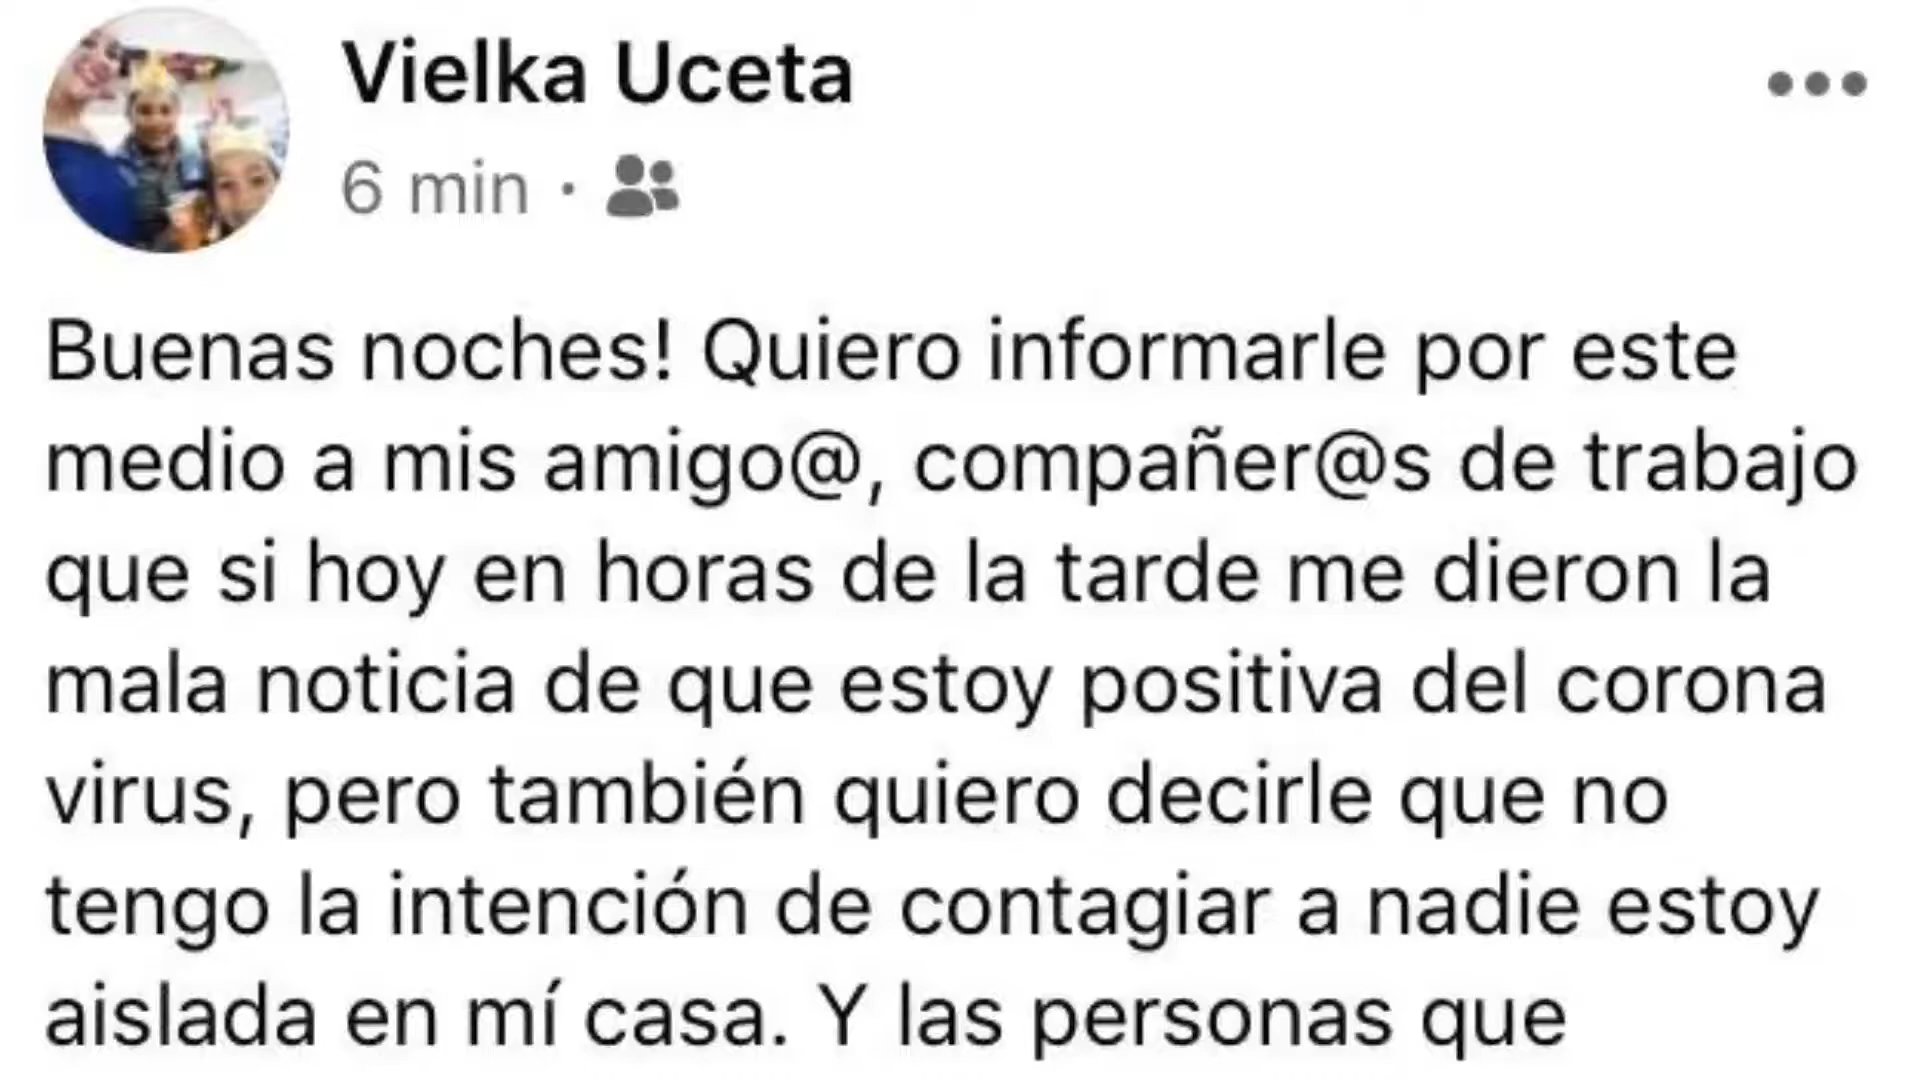 Vielka Uceta
6 min ·
Buenas noches! Quiero informarle por este
medio a mis amigo@, compañer@s de trabajo
que si hoy en horas de la tarde me dieron la
mala noticia de que estoy positiva del corona
virus, pero también quiero decirle que no
tengo la intención de contagiar a nadie estoy
aislada en mí casa. Y las personas que